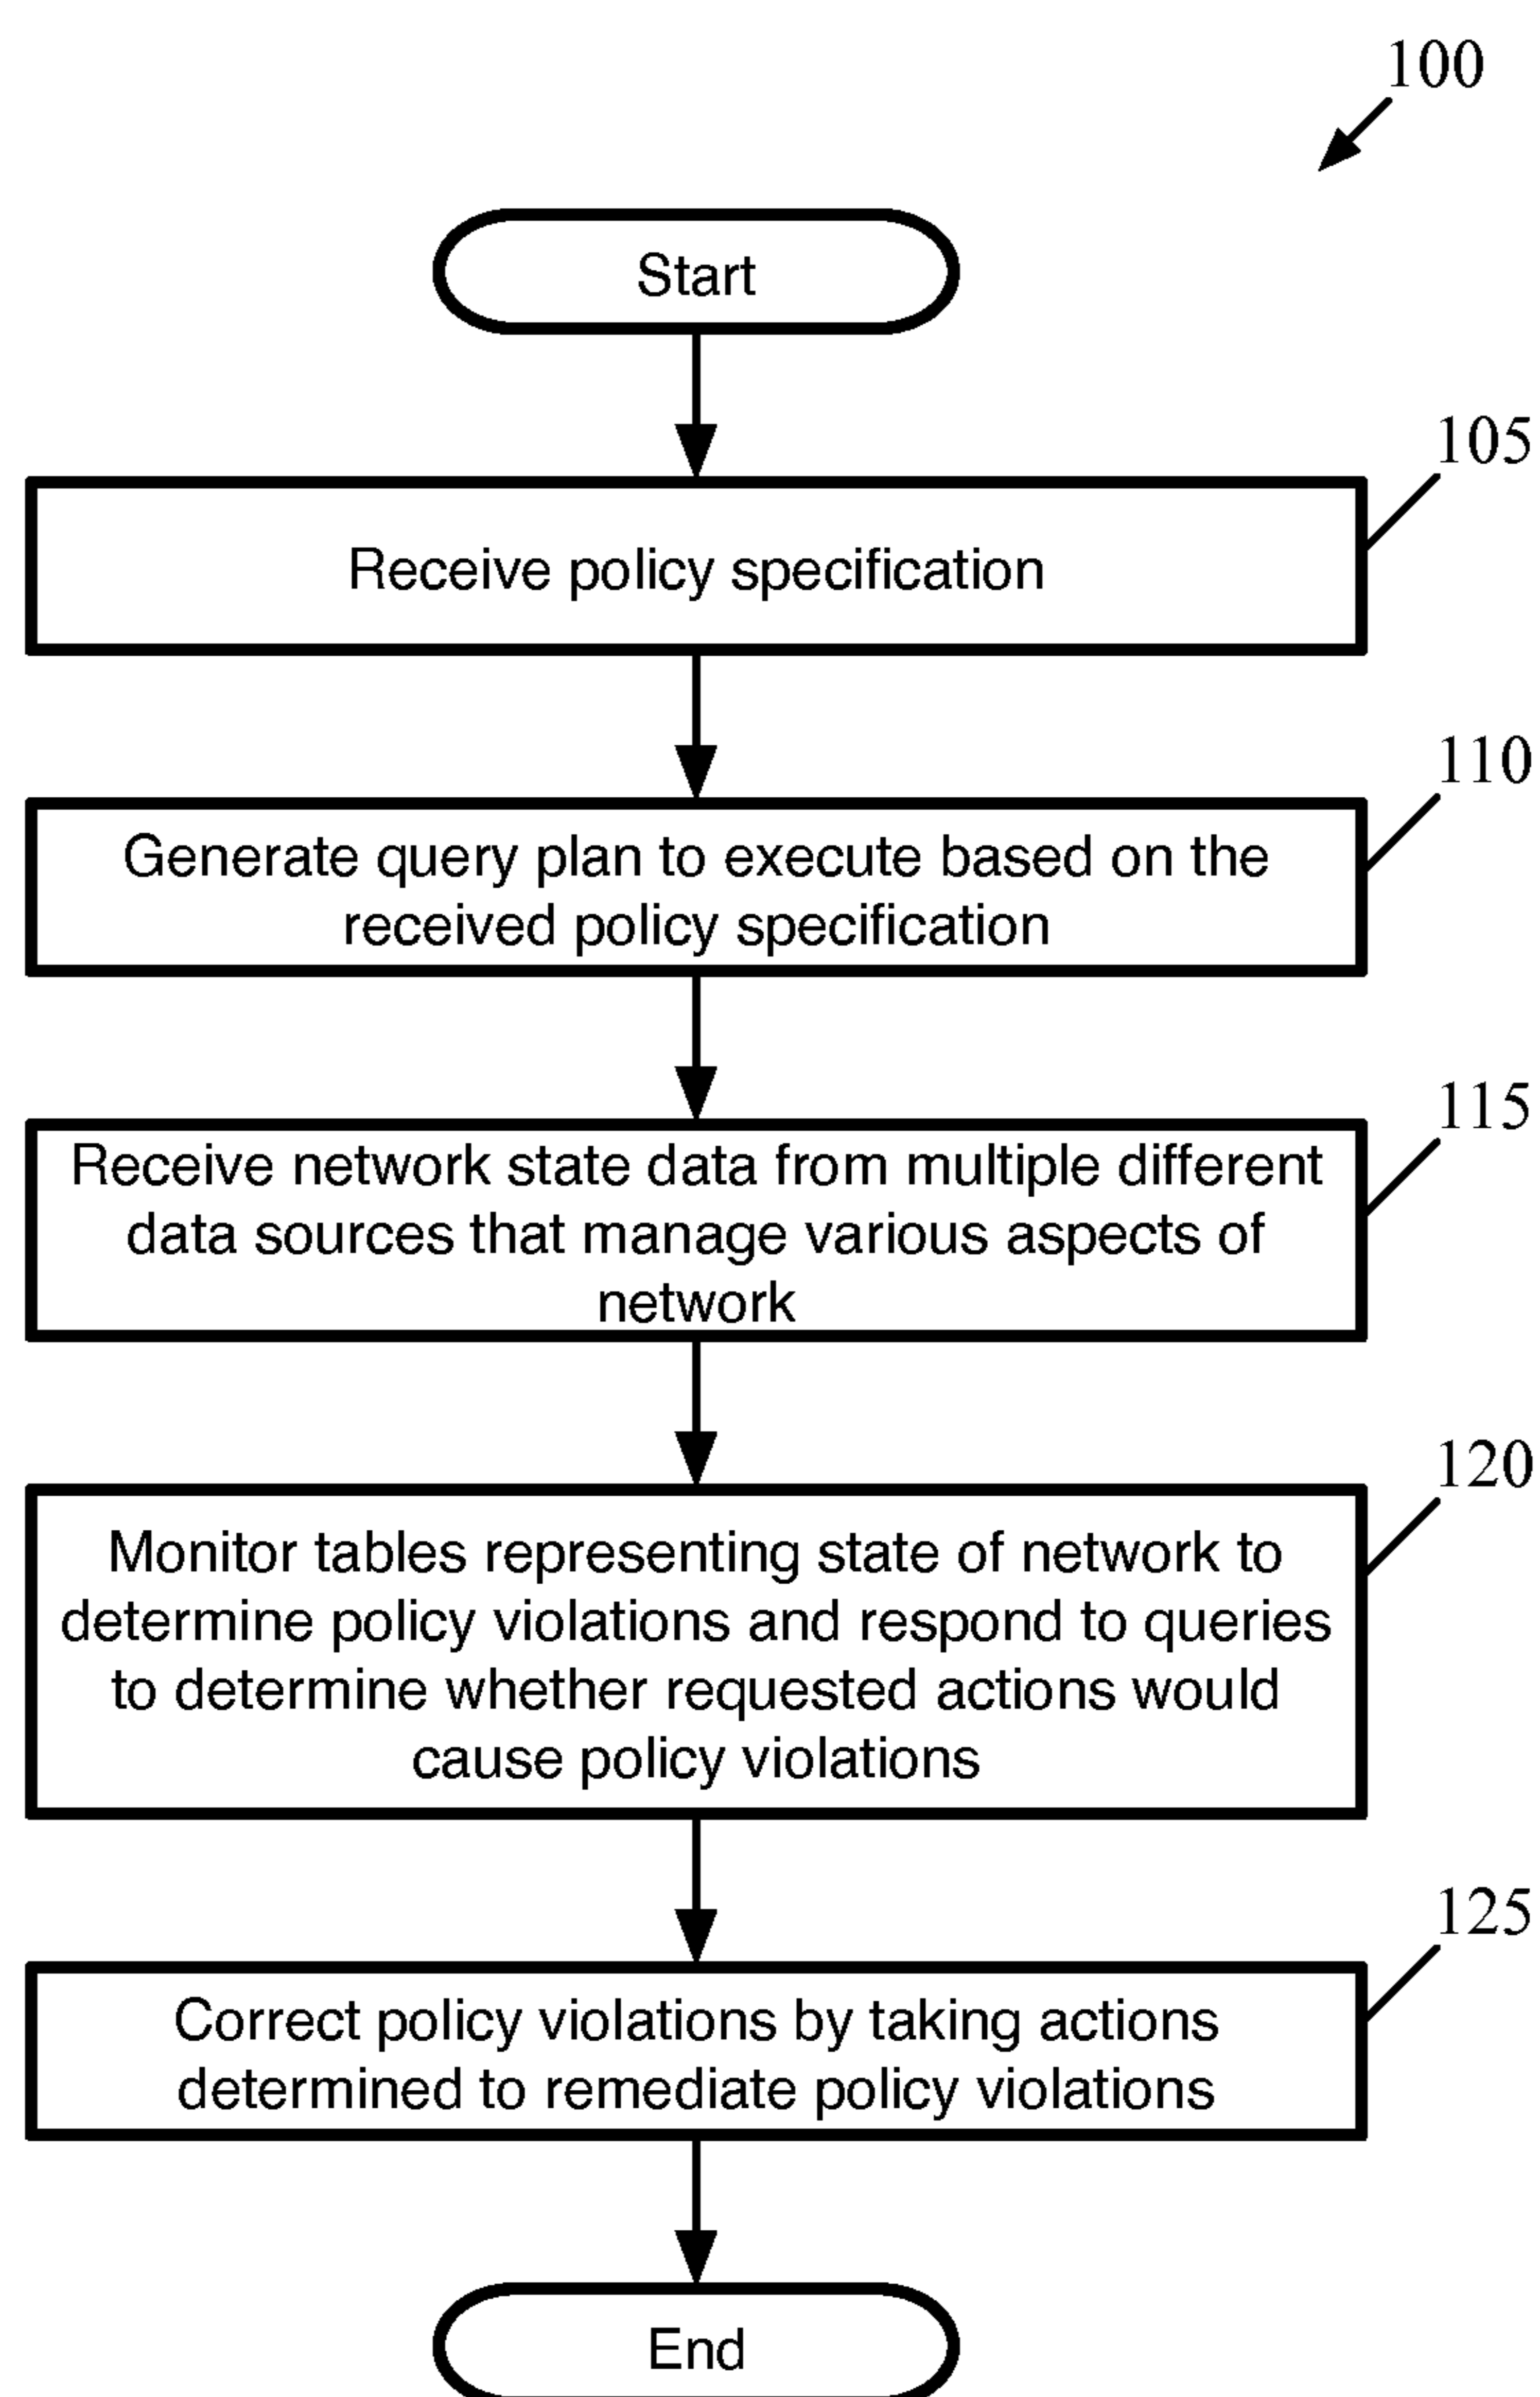 100
Start
105
Receive policy specification
110
Generate query plan to execute based on the
received policy specification
115
Receive network state data from multiple different
data sources that manage various aspects of
network
120
Monitor tables representing state of network to
determine policy violations and respond to queries
to determine whether requested actions would
cause policy violations
125
Correct policy violations by taking actions
determined to remediate policy violations
End